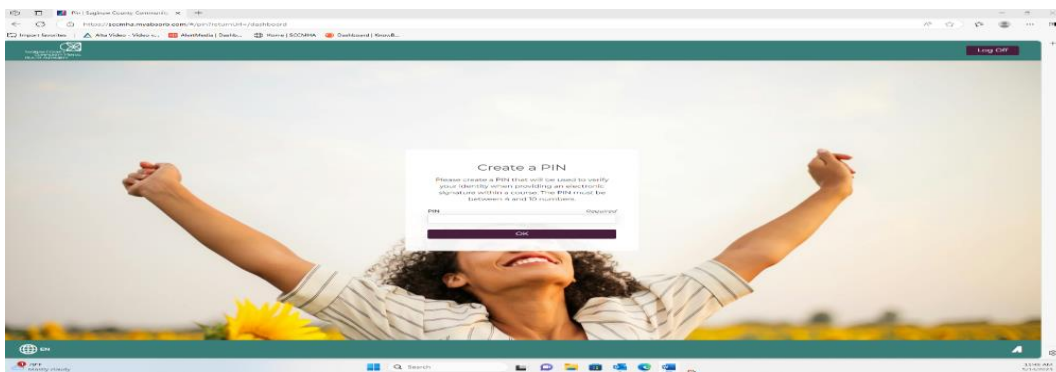 Pin | Saginaw County Communit
https://sccmha.myabsorb.com/#/pin?returnUrl=/dashboard
Import favorites
Alta Video - Video
AlertMedia | Dashb...
Home | SCCMHA
Dashboard | KnowB...
Log Off
Create a PIN
Please create a PIN that will be used to verify
your identity when providing an electronic
signature within a course. The PIN must be
between 4 and 10 numbers.
PIN
Required
OK
EN
Mostly cloudy
Search